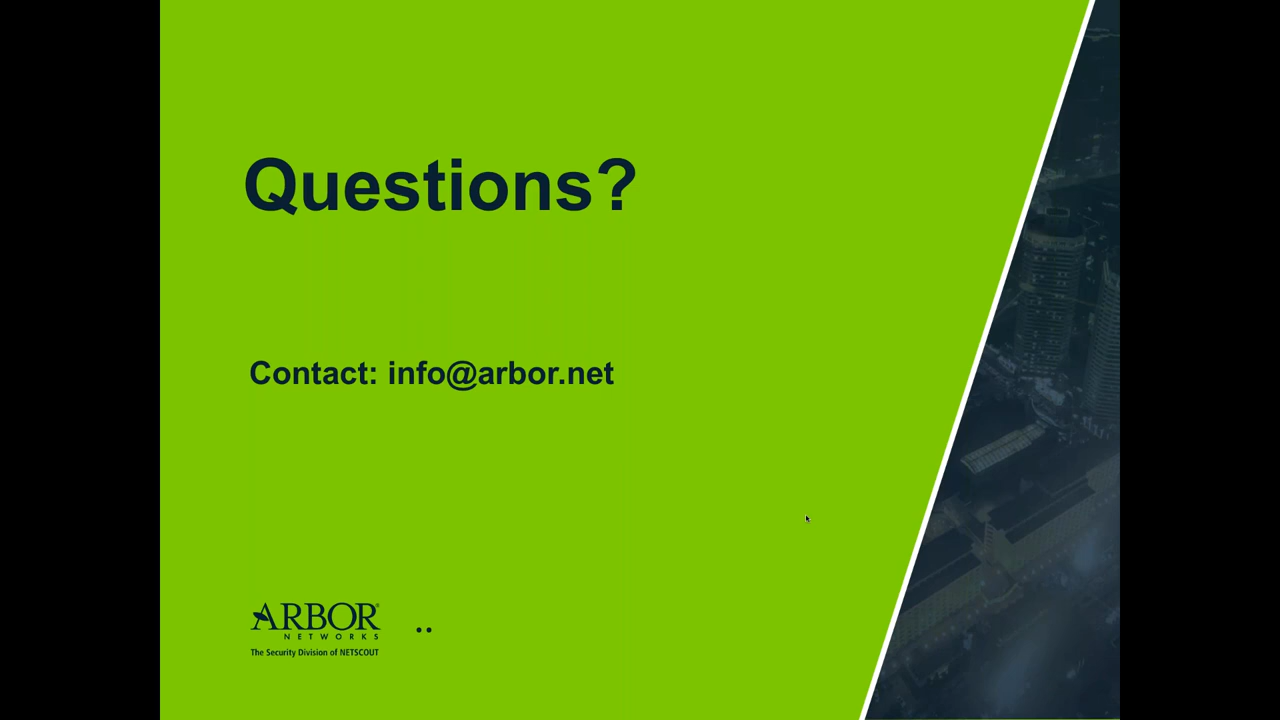 Questions?
Contact: info@arbor.net
ARBOR®
NETWORKS
The Security Division of NETSCOUT
..